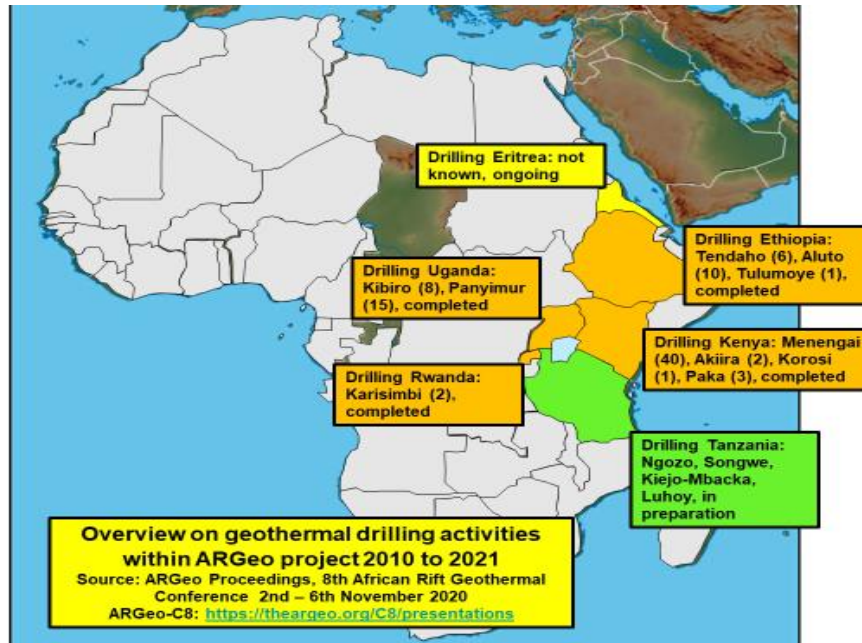 Drilling Eritrea: not
known, ongoing
Drilling Ethiopia:
Tendaho (6), Aluto
(10), Tulumoye (1),
completed
Drilling Uganda:
Kibiro (8), Panyimur
(15), completed
Drilling Kenya: Menengai
(40), Akiira (2), Korosi
(1), Paka (3), completed
Drilling Rwanda:
Karisimbi (2),
completed
Drilling Tanzania:
Ngozo, Songwe,
Kiejo-Mbacka,
Luhoy, in
preparation
Overview on geothermal drilling activities
within ARGeo project 2010 to 2021
Source: ARGeo Proceedings, 8th African Rift Geothermal
Conference 2nd – 6th November 2020
ARGeo-C8: https://theargeo.org/C8/presentations